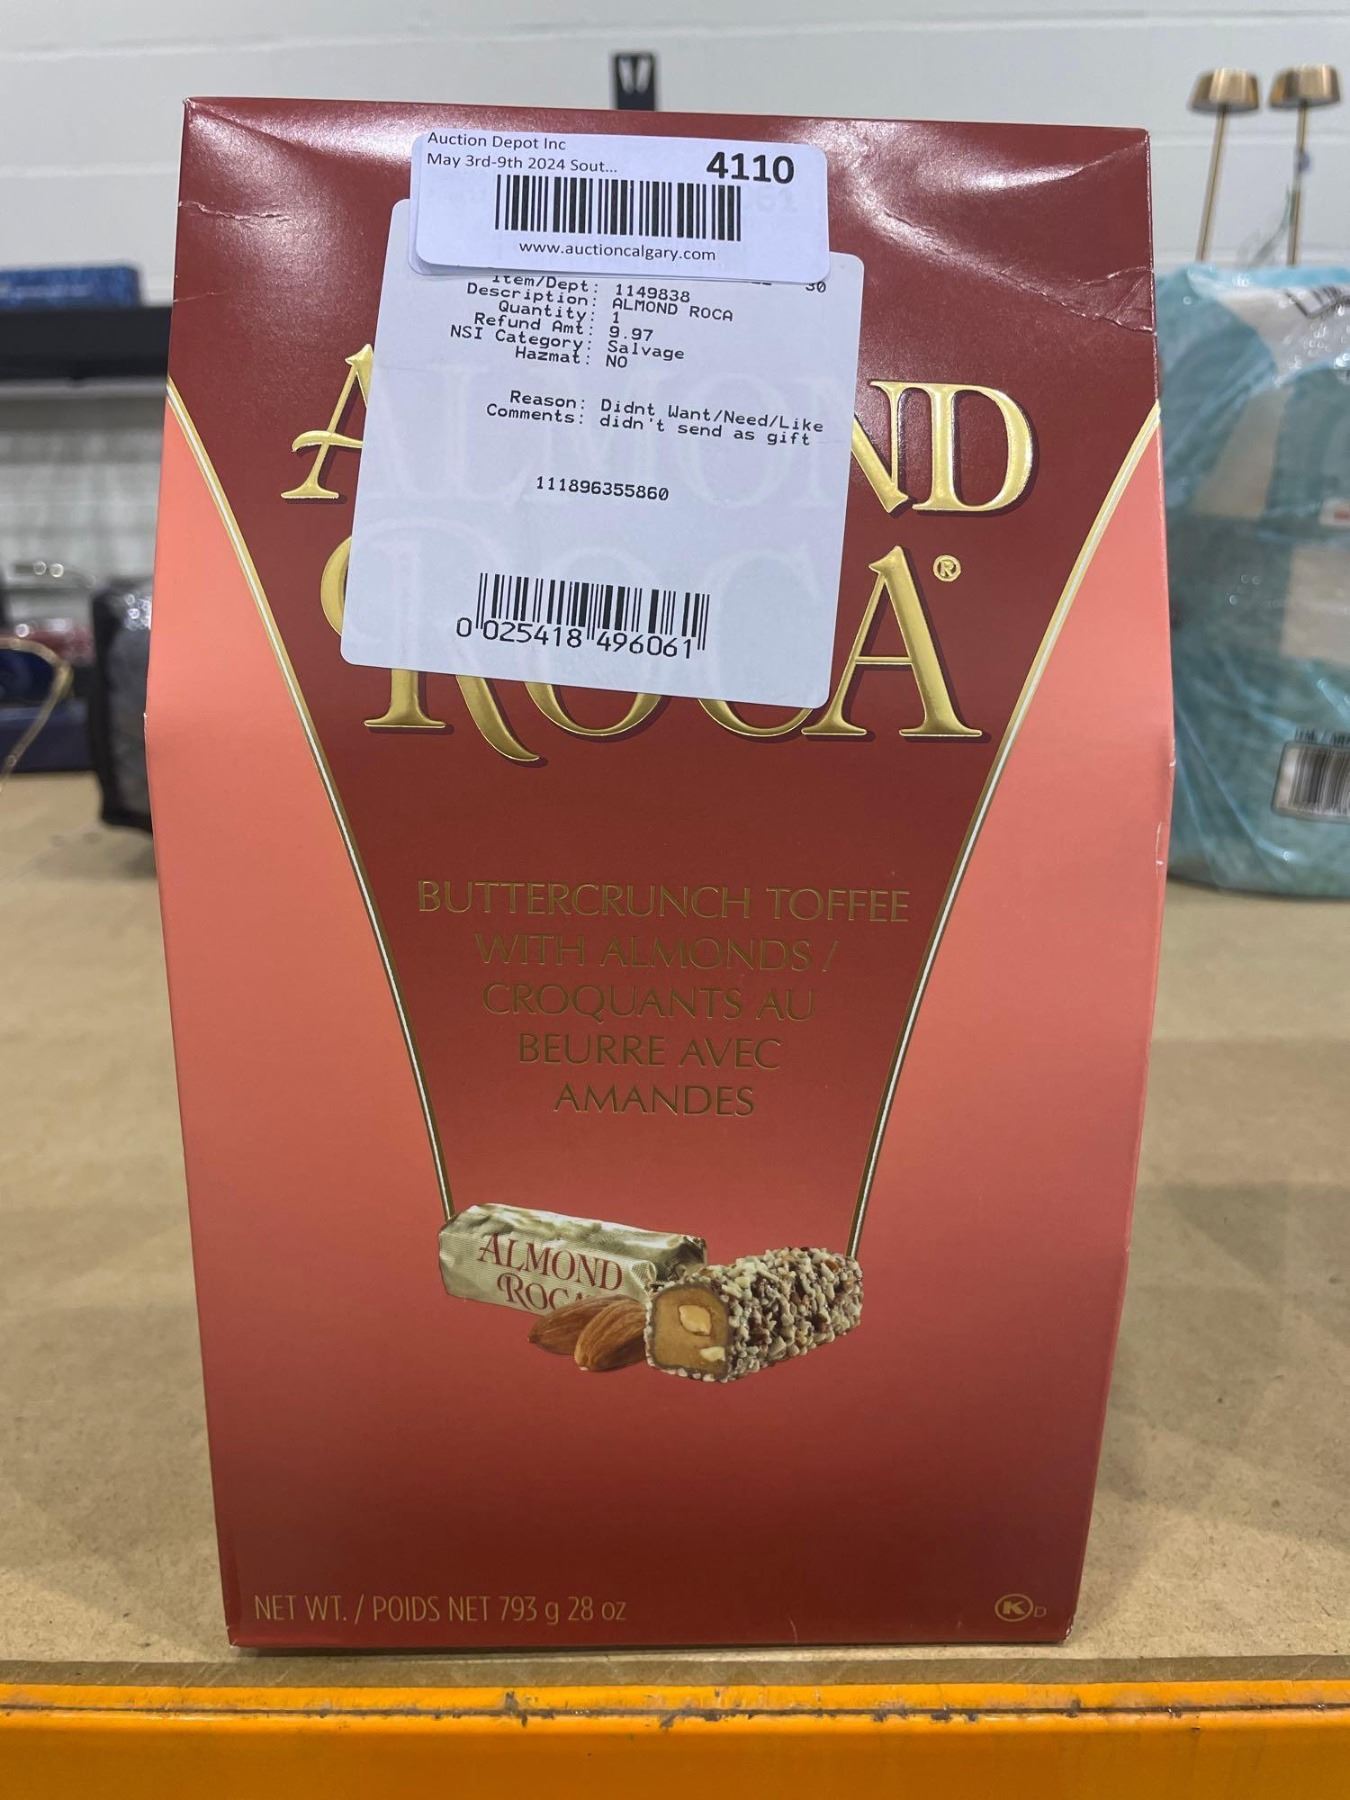 Auction Depot Inc
May 3rd-9th 2024 Sout...
4110
www.auctioncalgary.com
30
Item/Dept: 1149838
Description: ALMOND ROCA
Quantity: 1
Refund Amt: 9.97
NSI Category: Salvage
Hazmat: NO
Reason: Didnt Want/Need/Like
Comments: didn't send as gift
111896355860
0 025418 496061
ALMOND
ROCA®
BUTTERCRUNCH TOFFEE
WITH ALMONDS /
CROQUANTS AU
BEURRE AVEC
AMANDES
ALMOND
ROCA
NET WT. / POIDS NET 793 g 28 oz
K D